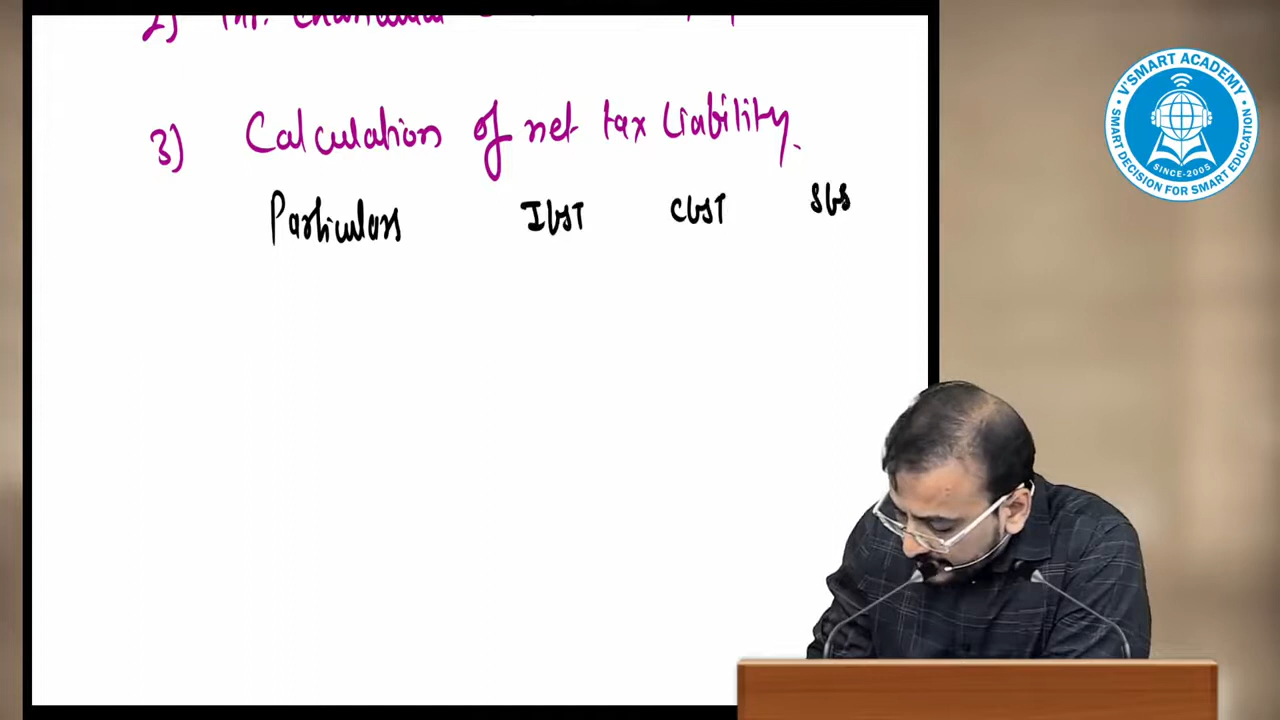 2)
3) Calculation of net tax liability.
Particulars IGST CGST SGS
V'SMART ACADEMY
SINCE-2005
SMART DECISION FOR SMART EDUCATION